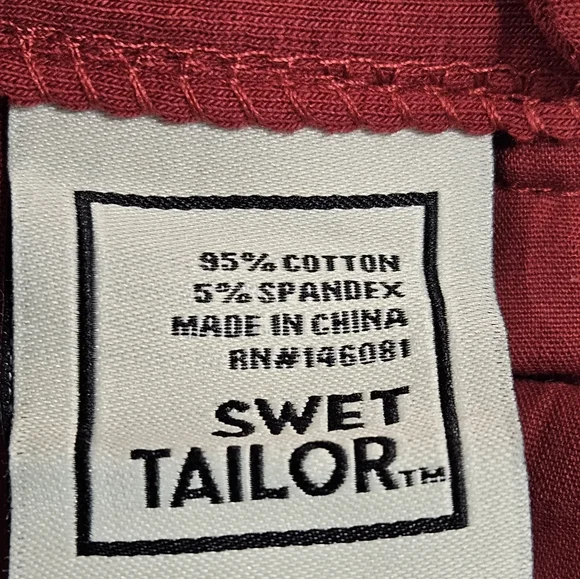 95% COTTON
5% SPANDEX
MADE IN CHINA
RN#146081
SWET
TAILOR™